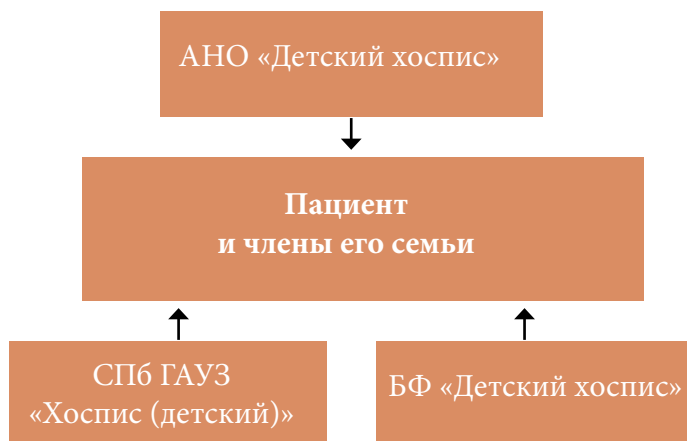 АНО «Детский хоспис»
Пациент
и члены его семьи
СПб ГАУЗ
«Хоспис (детский)»
БФ «Детский хоспис»